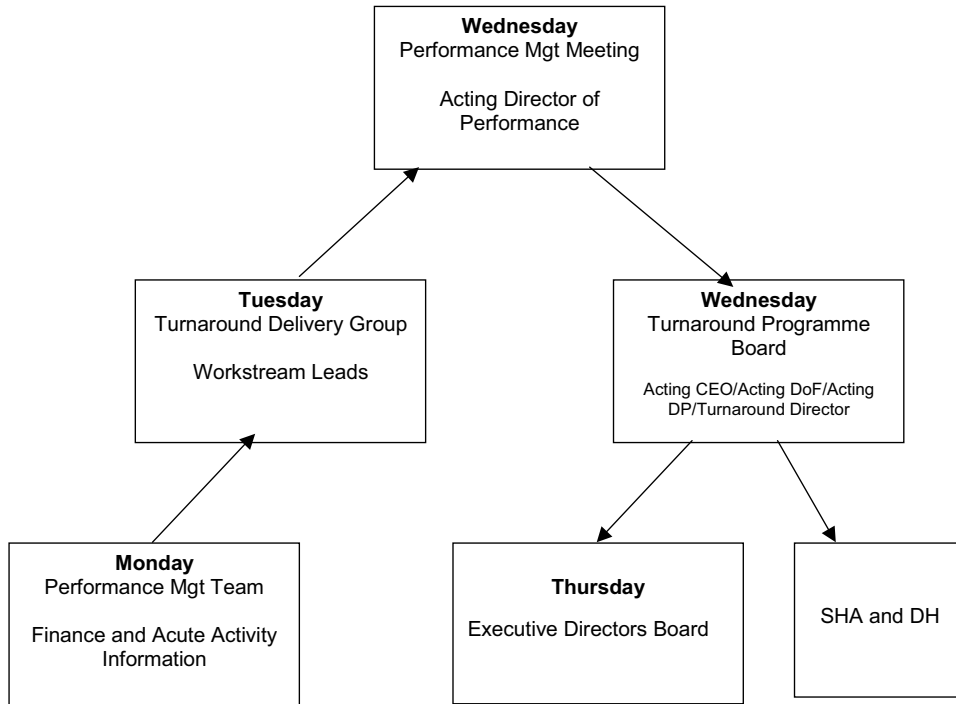 Wednesday
Performance Mgt Meeting
Acting Director of
Performance
Tuesday
Turnaround Delivery Group
Workstream Leads
Wednesday
Turnaround Programme
Board
Acting CEO/Acting DoF/Acting
DP/Turnaround Director
Monday
Performance Mgt Team
Finance and Acute Activity
Information
Thursday
Executive Directors Board
SHA and DH